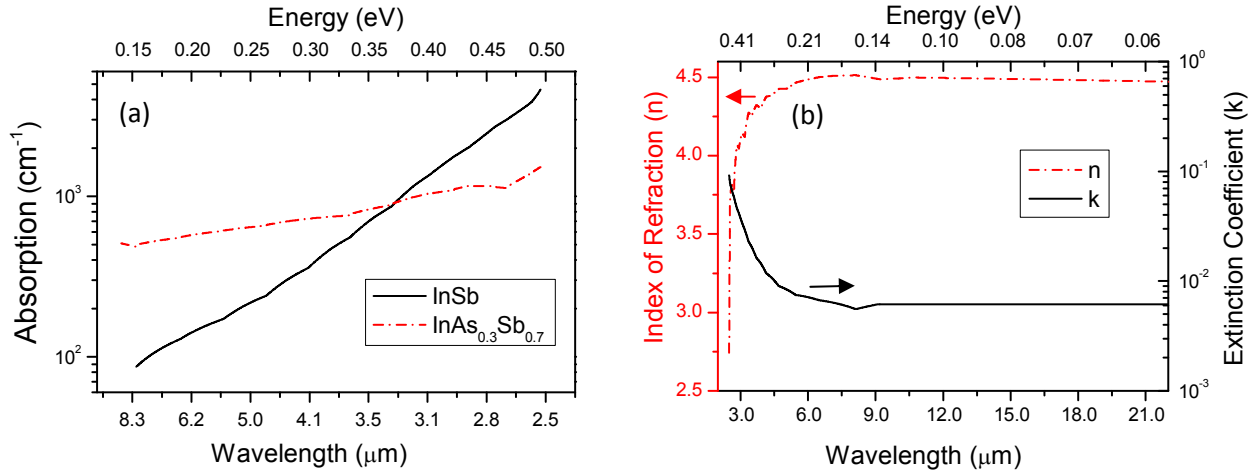 Energy (eV)
0.15 0.20 0.25 0.30 0.35 0.40 0.45 0.50
(a)
Absorption (cm⁻¹)
10³
10²
InSb
InAs₀.₃Sb₀.₇
8.3 6.2 5.0 4.1 3.5 3.1 2.8 2.5
Wavelength (μm)
Energy (eV)
0.41 0.21 0.14 0.10 0.08 0.07 0.06
(b)
Index of Refraction (n)
4.5
4.0
3.5
3.0
2.5
n
k
10⁰
10⁻¹
10⁻²
10⁻³
Extinction Coefficient (k)
3.0 6.0 9.0 12.0 15.0 18.0 21.0
Wavelength (μm)